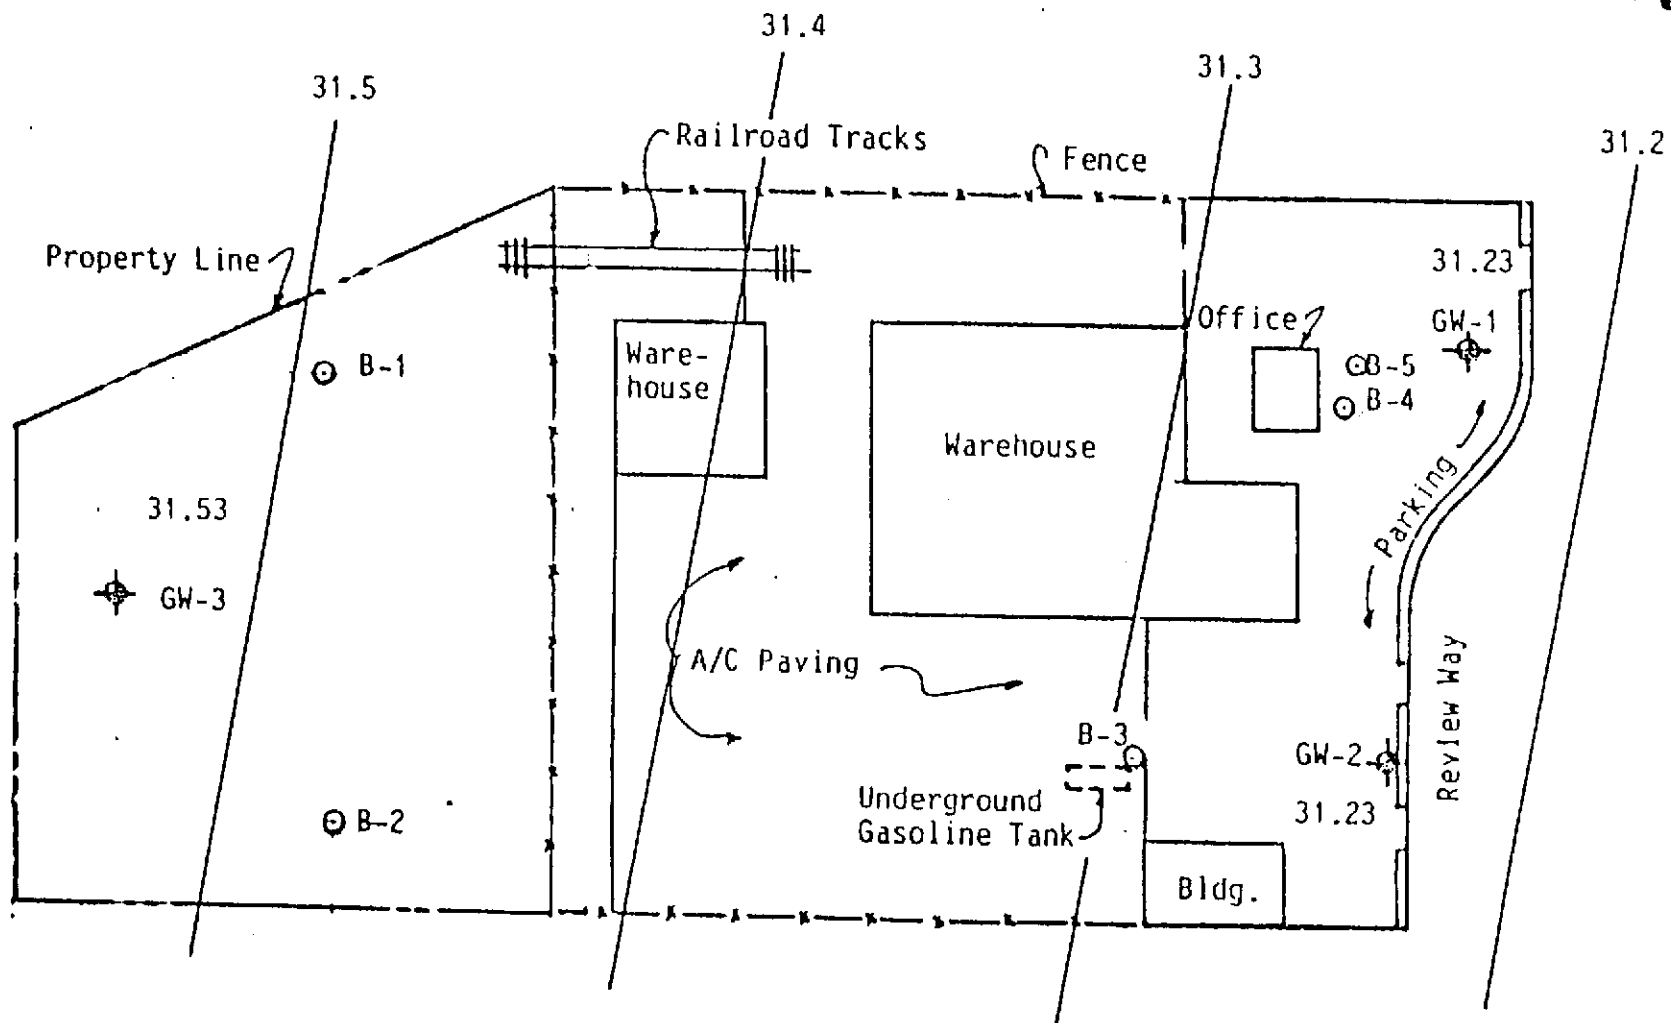 31.4
31.3
31.5
31.2
Railroad Tracks
Fence
Property Line
31.23
Office
GW-1
Ware-
house
B-1
B-5
B-4
Warehouse
Parking
31.53
GW-3
A/C Paving
Review Way
B-3
GW-2
Underground
Gasoline Tank
31.23
B-2
Bldg.